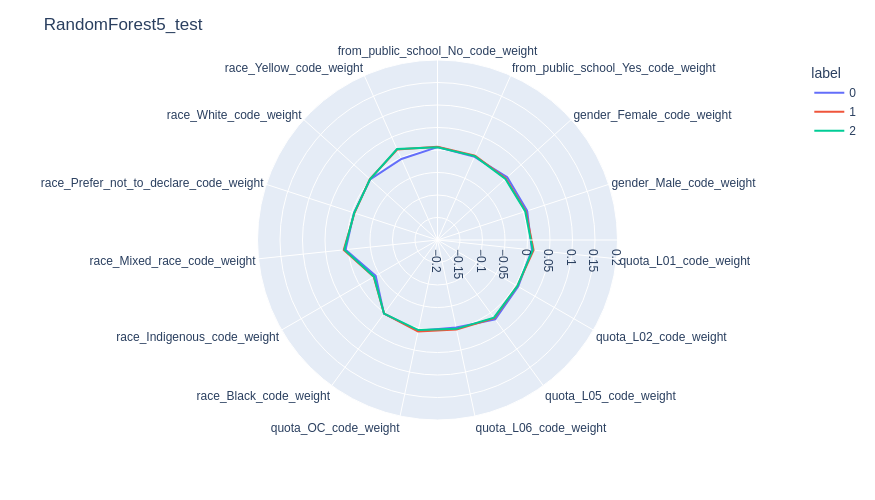 RandomForest5_test
from_public_school_No_code_weight
race_Yellow_code_weight
from_public_school_Yes_code_weight
label
0
1
2
race_White_code_weight
gender_Female_code_weight
race_Prefer_not_to_declare_code_weight
gender_Male_code_weight
race_Mixed_race_code_weight
−0.2
−0.15
−0.1
−0.05
0
0.05
0.1
0.15
0.2
quota_L01_code_weight
race_Indigenous_code_weight
quota_L02_code_weight
race_Black_code_weight
quota_L05_code_weight
quota_OC_code_weight
quota_L06_code_weight